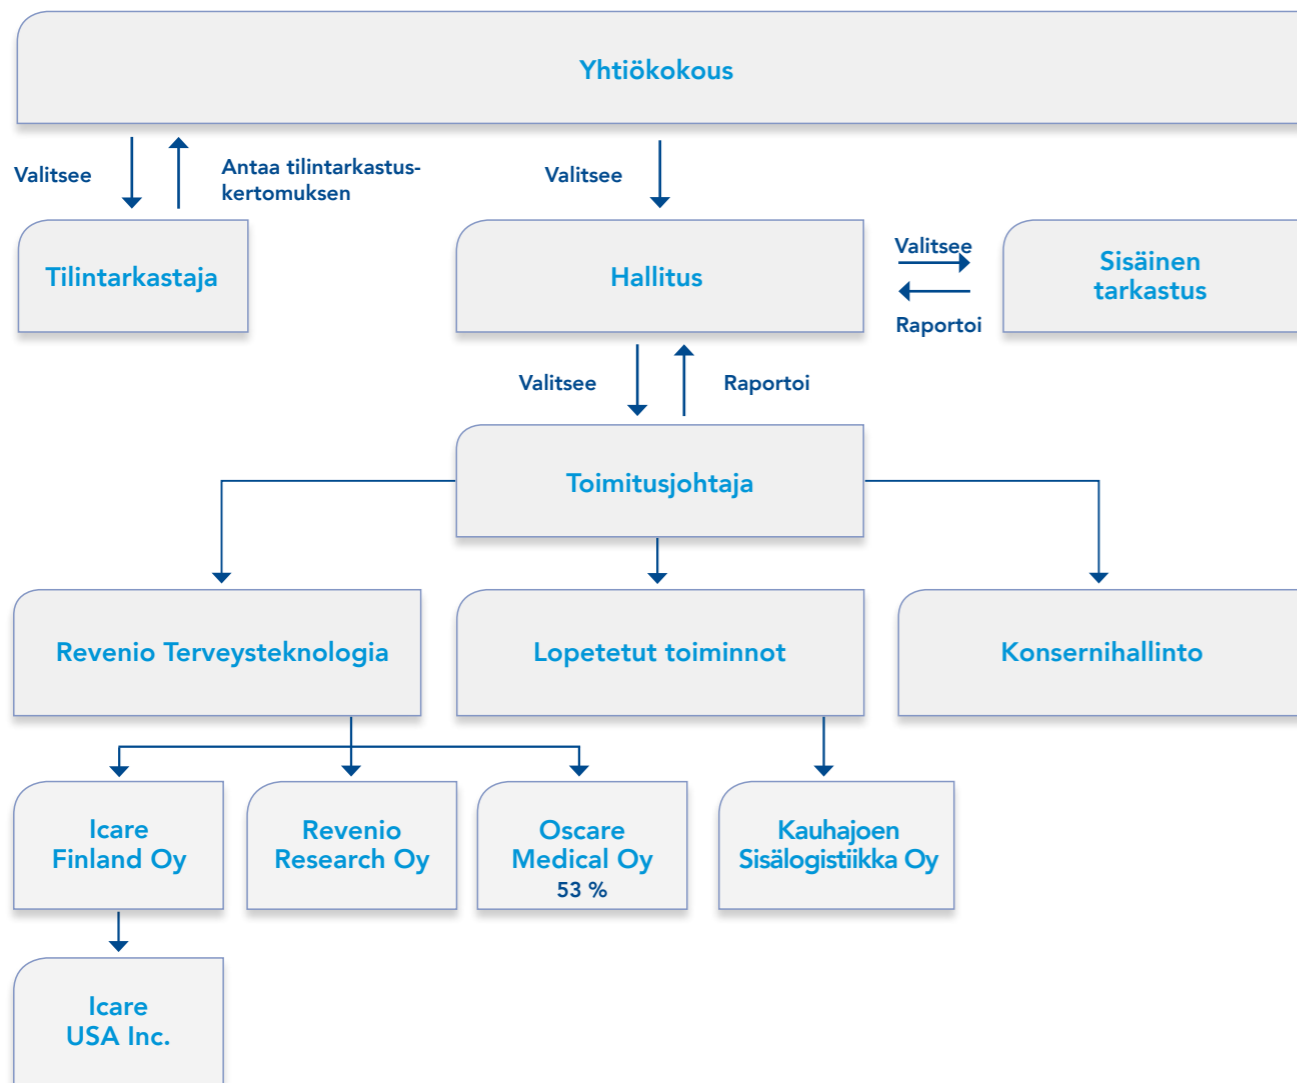 Yhtiökokous
Valitsee
Antaa tilintarkastus-
kertomuksen
Valitsee
Tilintarkastaja
Hallitus
Valitsee
Raportoi
Sisäinen
tarkastus
Valitsee
Raportoi
Toimitusjohtaja
Revenio Terveysteknologia
Lopetetut toiminnot
Konsernihallinto
Icare
Finland Oy
Revenio
Research Oy
Oscare
Medical Oy
53 %
Kauhajoen
Sisälogistiikka Oy
Icare
USA Inc.